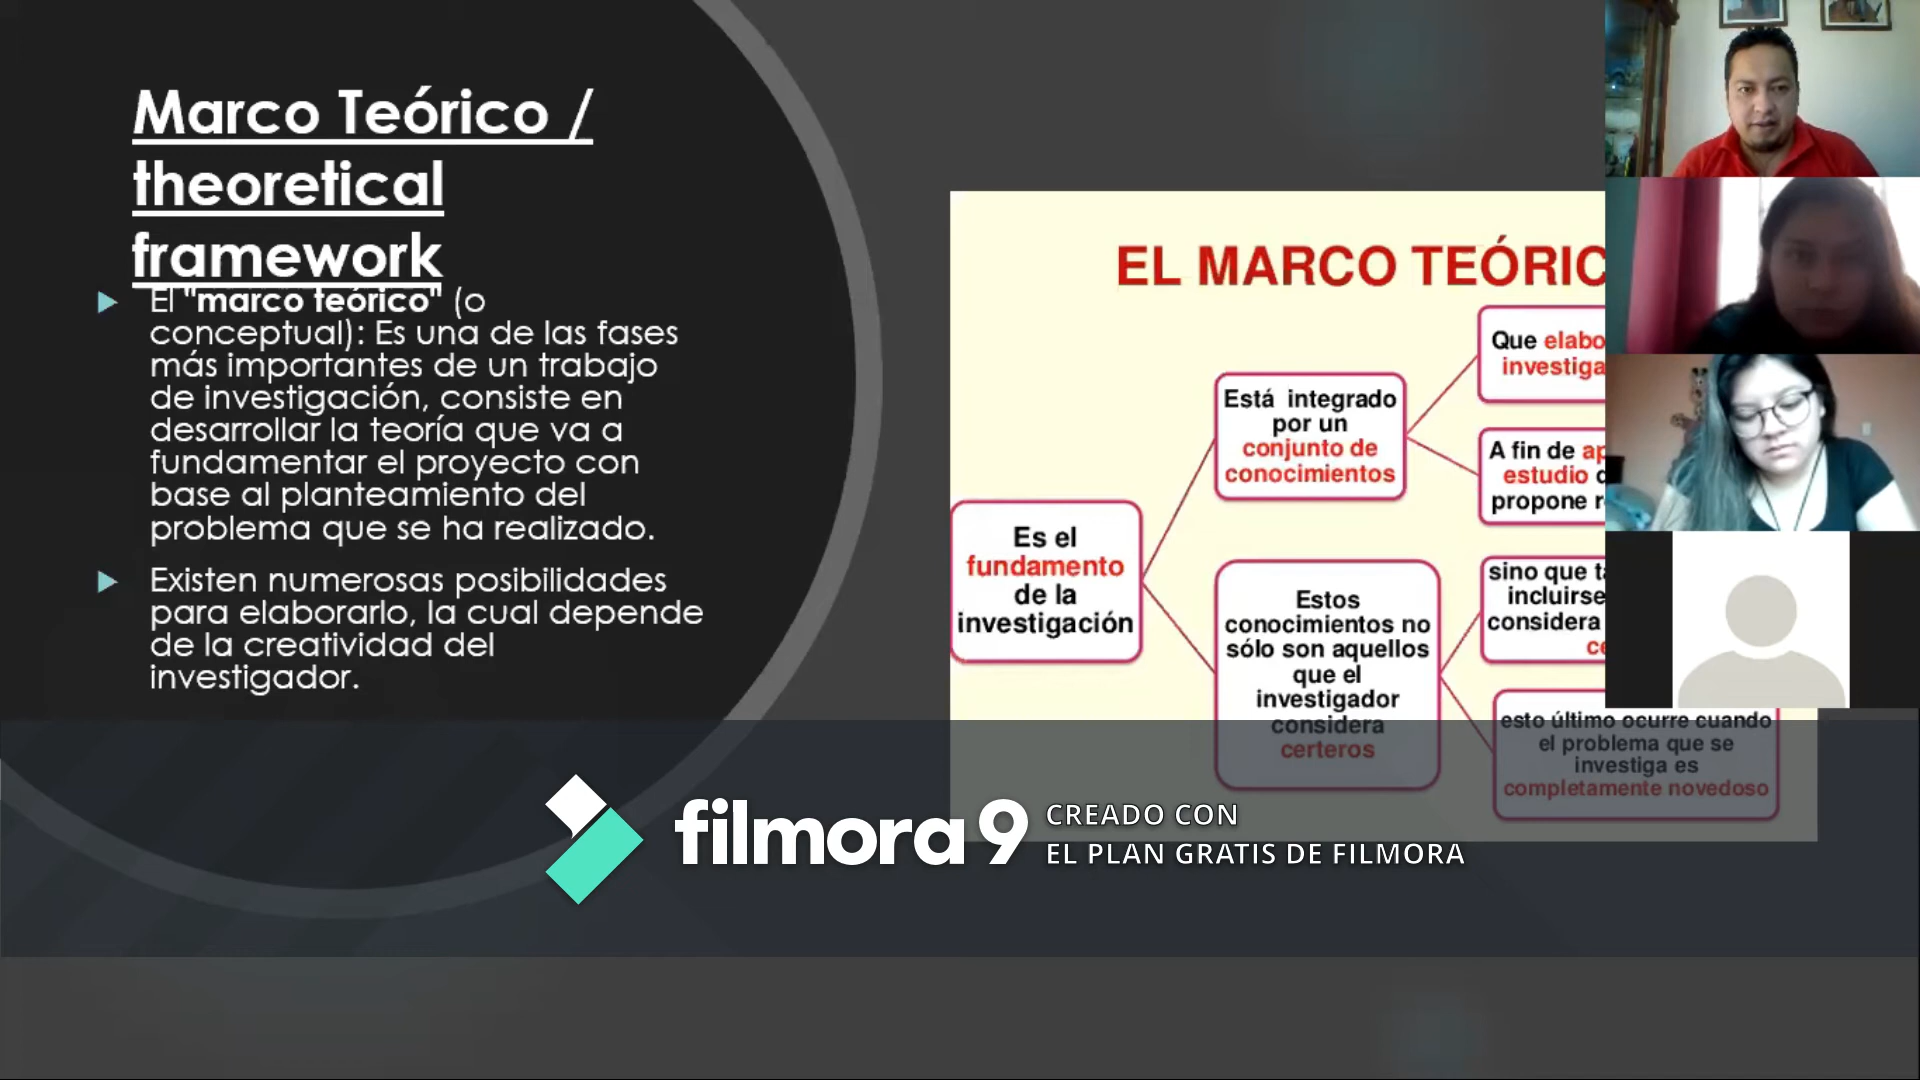 Marco Teórico /
theoretical
framework
El "marco teórico" (o
conceptual): Es una de las fases
más importantes de un trabajo
de investigación, consiste en
desarrollar la teoría que va a
fundamentar el proyecto con
base al planteamiento del
problema que se ha realizado.
Existen numerosas posibilidades
para elaborarlo, la cual depende
de la creatividad del
investigador.
EL MARCO TEÓRIC
Es el
fundamento
de la
investigación
Está integrado
por un
conjunto de
conocimientos
Que elabo
investiga
A fin de ap
estudio
propone r
Estos
conocimientos no
sólo son aquellos
que el
investigador
considera
certeros
sino que ta
incluirse
considera
ce
esto último ocurre cuando
el problema que se
investiga es
completamente novedoso
filmora 9
CREADO CON
EL PLAN GRATIS DE FILMORA